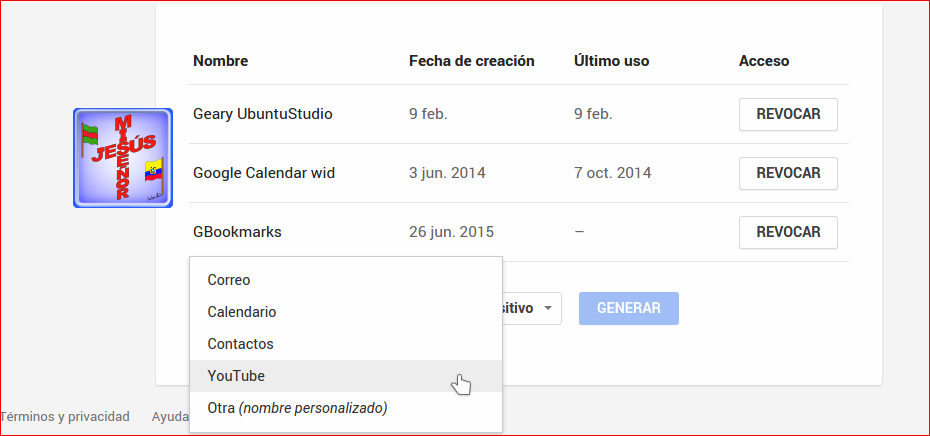 Nombre Fecha de creación Último uso Acceso
MI SEÑOR
JESÚS
Geary UbuntuStudio 9 feb. 9 feb. REVOCAR
Google Calendar wid 3 jun. 2014 7 oct. 2014 REVOCAR
GBookmarks 26 jun. 2015 – REVOCAR
Correo
Calendario
sitivo GENERAR
Contactos
YouTube
Otra (nombre personalizado)
Términos y privacidad Ayuda